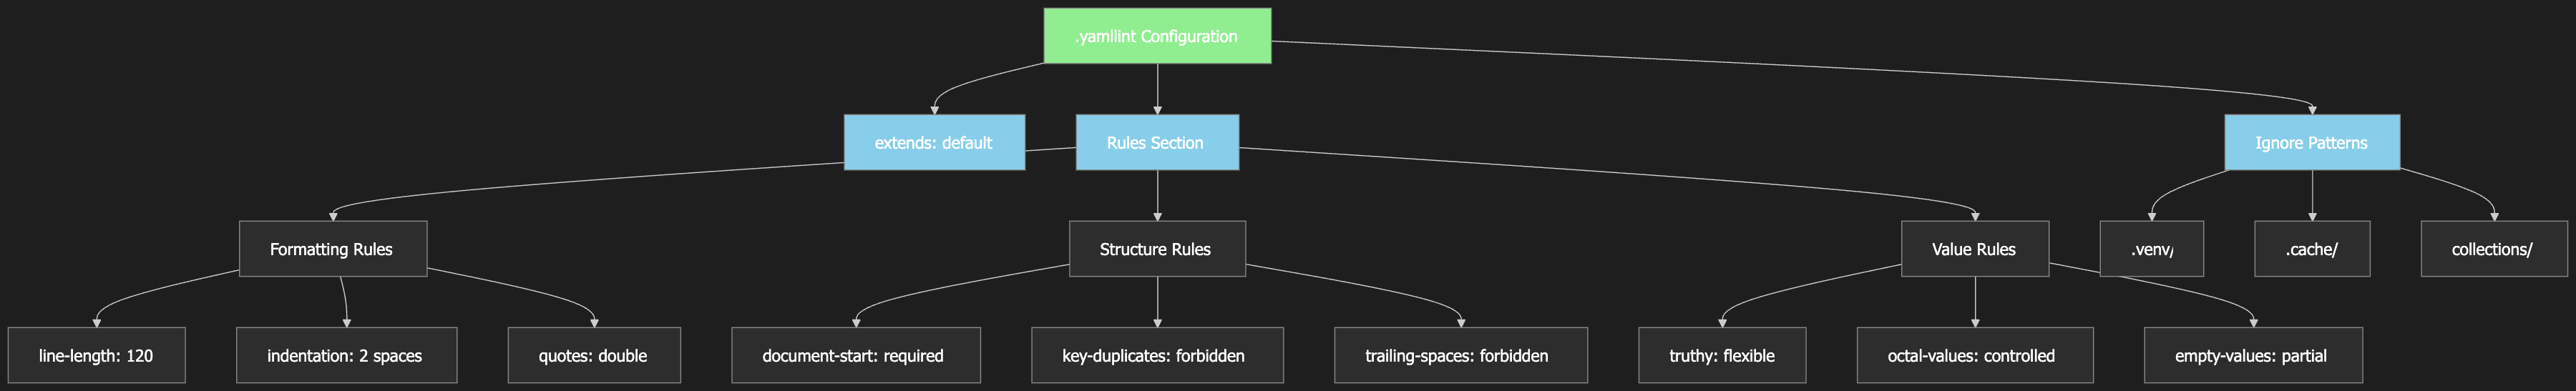 .yamllint Configuration
extends: default
Rules Section
Ignore Patterns
Formatting Rules
Structure Rules
Value Rules
.venv/
.cache/
collections/
line-length: 120
indentation: 2 spaces
quotes: double
document-start: required
key-duplicates: forbidden
trailing-spaces: forbidden
truthy: flexible
octal-values: controlled
empty-values: partial